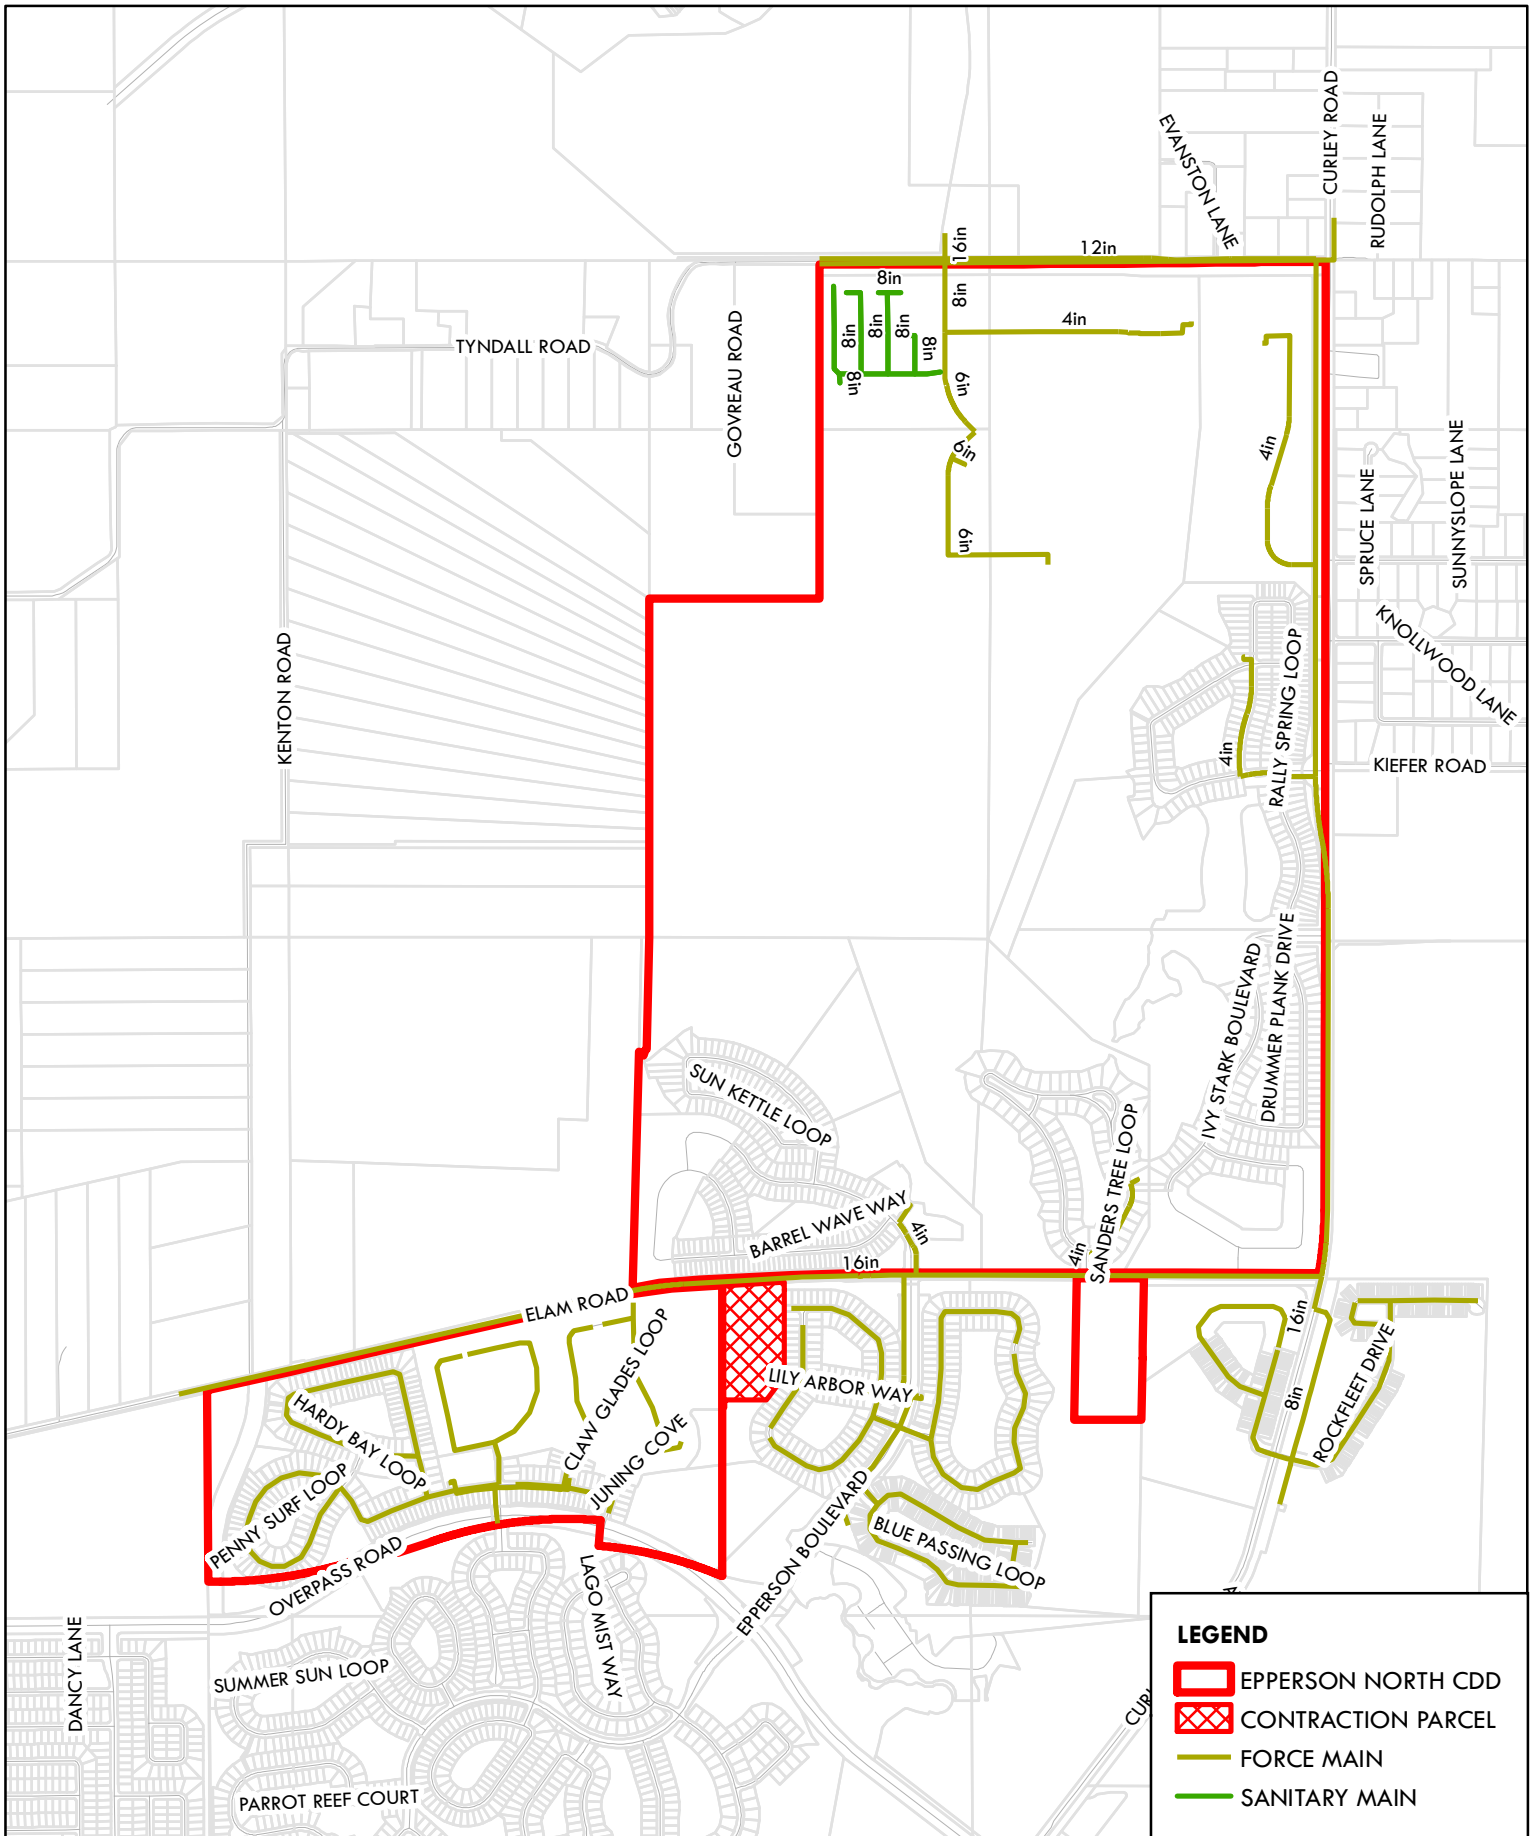 CURLEY ROAD
RUDOLPH LANE
EVANSTON LANE
16in
12in
8in
8in
8in
8in
8in
8in
8in
4in
TYNDALL ROAD
GOVREAU ROAD
6in
6in
6in
4in
SPRUCE LANE
SUNNYSLOPE LANE
KNOLLWOOD LANE
KENTON ROAD
RALLY SPRING LOOP
4in
KIEFER ROAD
IVY STARK BOULEVARD
DRUMMER PLANK DRIVE
SUN KETTLE LOOP
SANDERS TREE LOOP
BARREL WAVE WAY
4in
4in
16in
ELAM ROAD
16in
CLAW GLADES LOOP
LILY ARBOR WAY
ROCKFLEET DRIVE
8in
HARDY BAY LOOP
JUNING COVE
PENNY SURF LOOP
EPPERSON BOULEVARD
BLUE PASSING LOOP
OVERPASS ROAD
LAGO MIST WAY
DANCY LANE
SUMMER SUN LOOP
PARROT REEF COURT
CUR
LEGEND
EPPERSON NORTH CDD
CONTRACTION PARCEL
FORCE MAIN
SANITARY MAIN